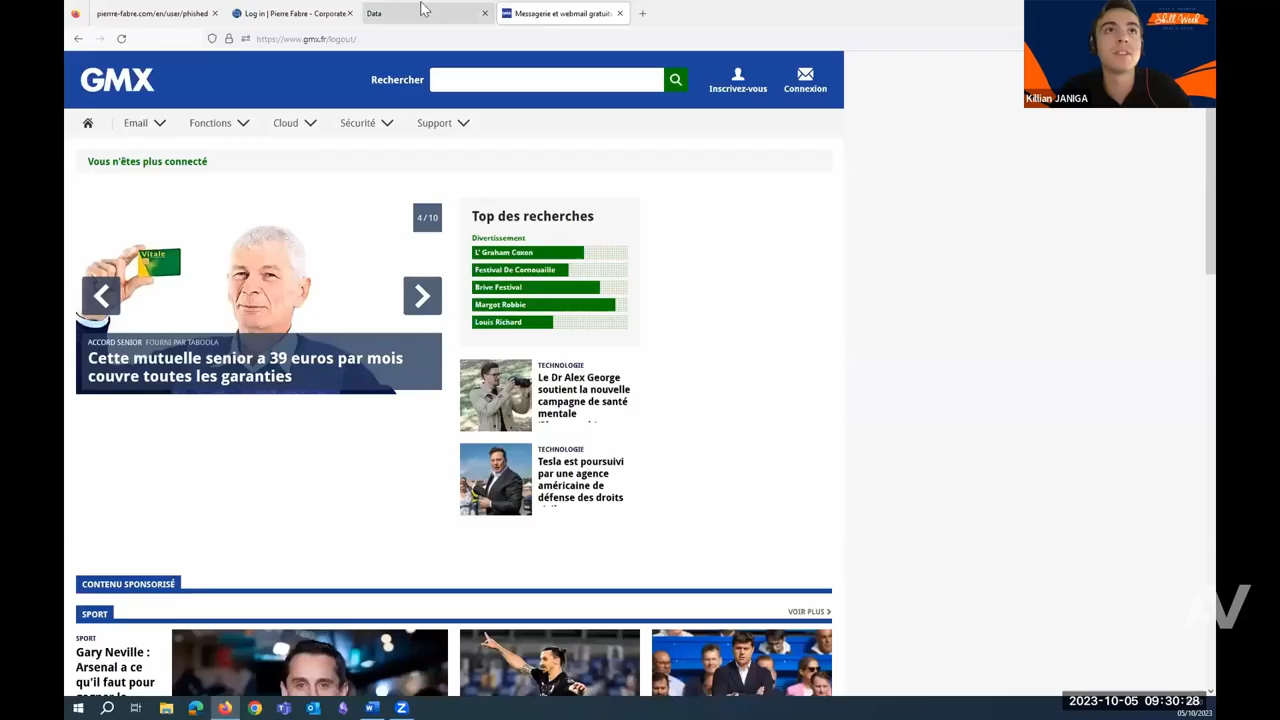 pierrre-fabre.com/en/user/phished
Log in | Pierre Fabre - Corporate
Data
Messagerie et webmail gratuits
https://www.gmx.fr/logout/
GMX
Rechercher
Inscrivez-vous
Connexion
Email
Fonctions
Cloud
Sécurité
Support
Vous n'êtes plus connecté
4 / 10
Vitale
ACCORD SENIOR FOURNI PAR TABOOLA
Cette mutuelle senior a 39 euros par mois
couvre toutes les garanties
Top des recherches
Divertissement
L' Graham Coxon
Festival De Cornouaille
Brive Festival
Margot Robbie
Louis Richard
TECHNOLOGIE
Le Dr Alex George
soutient la nouvelle
campagne de santé
mentale
TECHNOLOGIE
Tesla est poursuivi
par une agence
américaine de
défense des droits
CONTENU SPONSORISÉ
SPORT
VOIR PLUS
SPORT
Gary Neville :
Arsenal a ce
qu'il faut pour
Skill Week
Killian JANIGA
AV
2023-10-05 09:30:28
05/10/2023